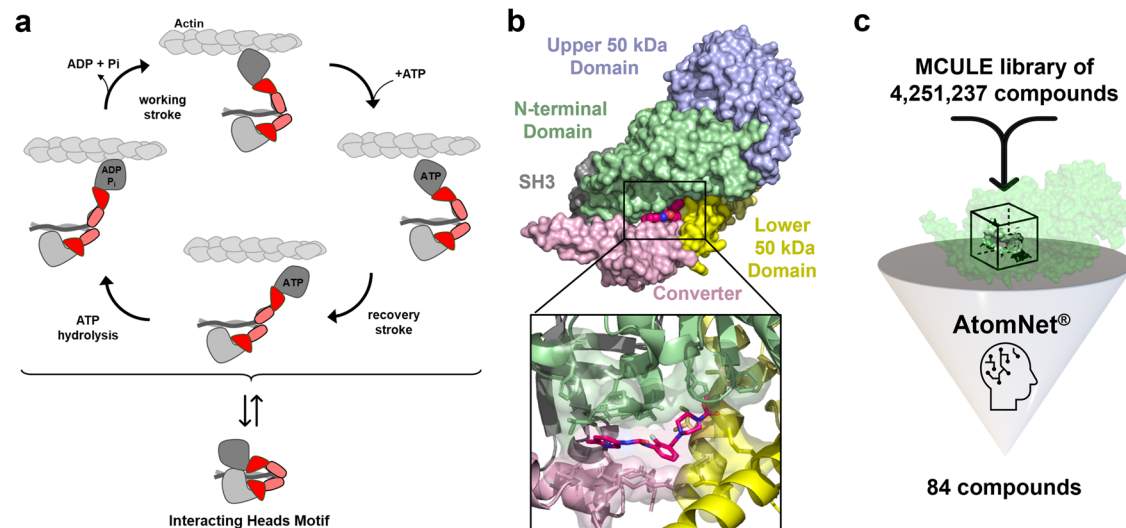 a
Actin
ADP + Pi
working
stroke
+ATP
ADP
Pi
ATP
ATP
ATP
hydrolysis
recovery
stroke
Interacting Heads Motif
b
Upper 50 kDa
Domain
N-terminal
Domain
SH3
Lower
50 kDa
Domain
Converter
c
MCULE library of
4,251,237 compounds
AtomNet®
84 compounds